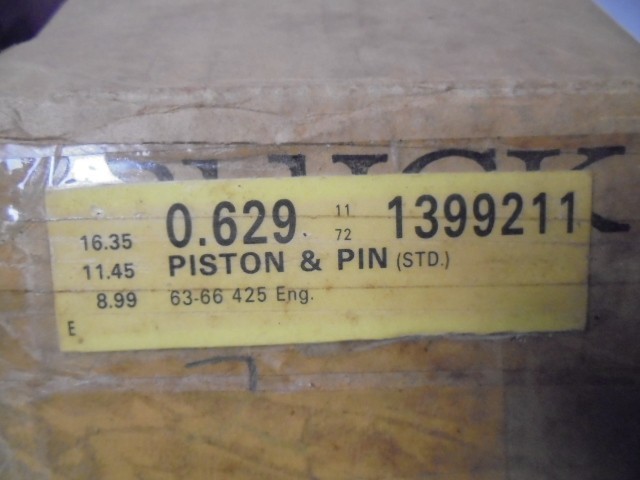 BUICK
16.35 0.629 11 72 1399211
11.45 PISTON & PIN (STD.)
8.99 63-66 425 Eng.
E